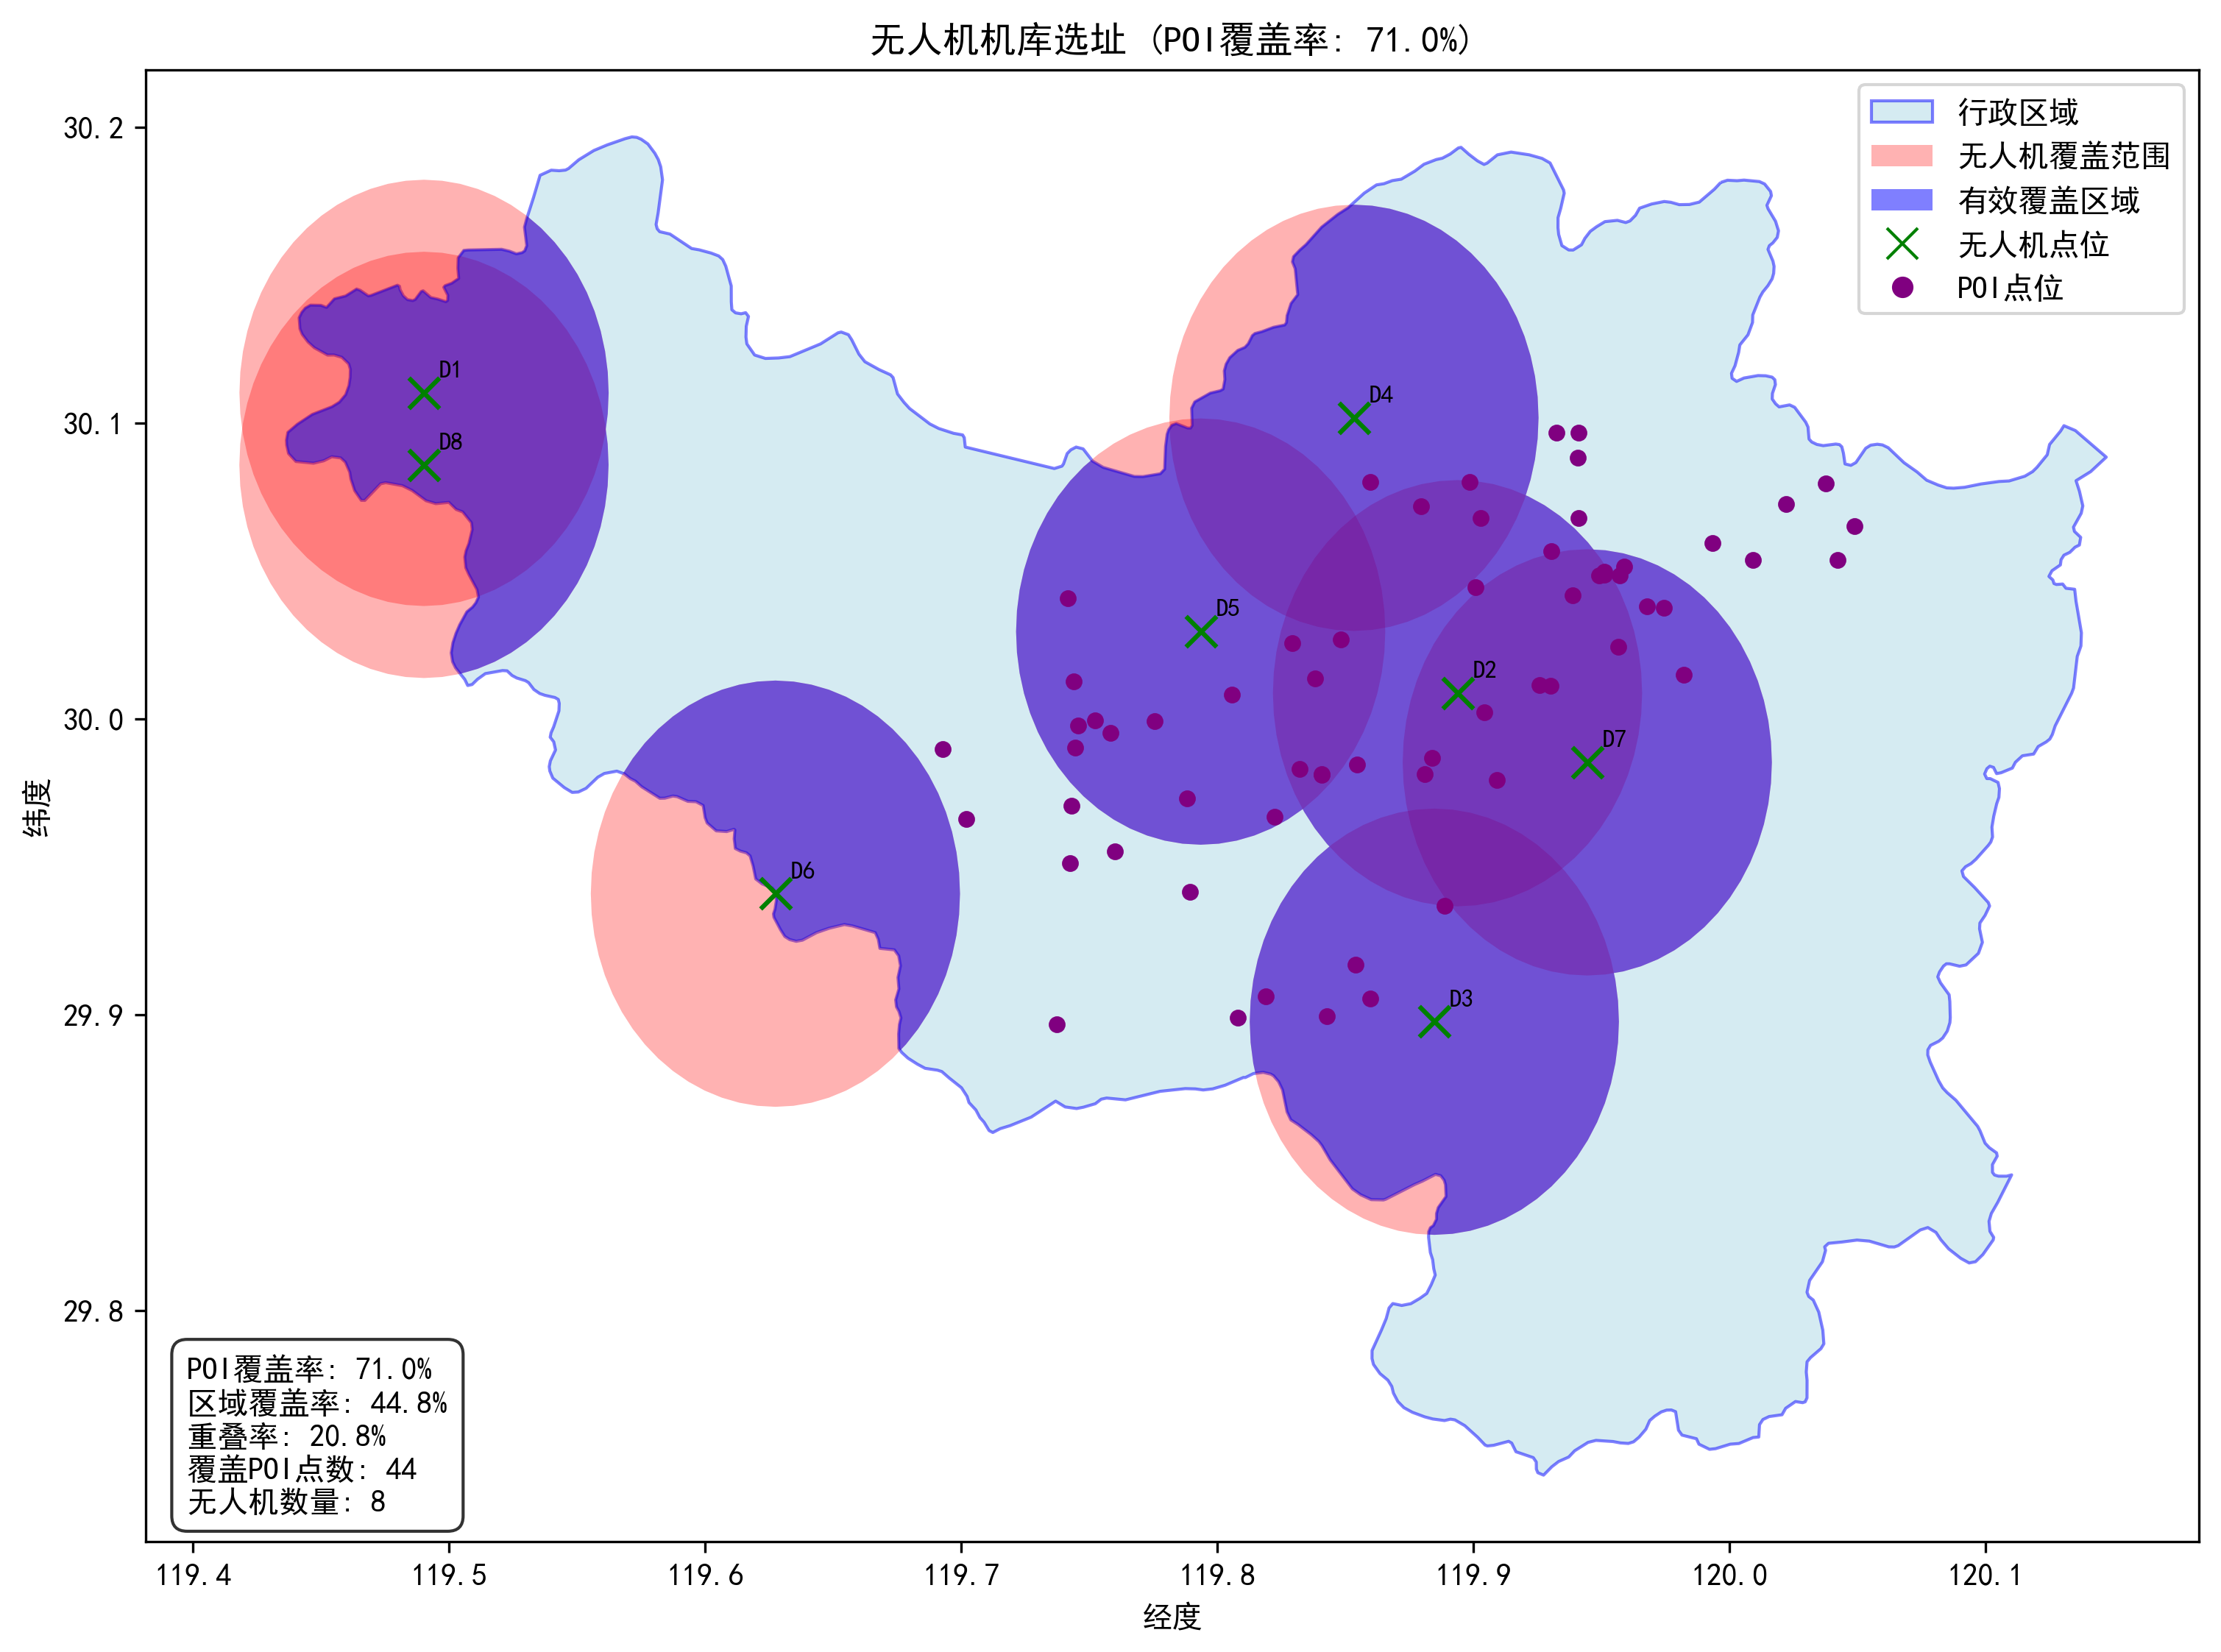 无人机机库选址 (POI覆盖率: 71.0%)
行政区域
无人机覆盖范围
有效覆盖区域
无人机点位
POI点位
30.2
30.1
30.0
29.9
29.8
纬度
D1
D8
D4
D5
D2
D7
D6
D3
POI覆盖率: 71.0%
区域覆盖率: 44.8%
重叠率: 20.8%
覆盖POI点数: 44
无人机数量: 8
119.4 119.5 119.6 119.7 119.8 119.9 120.0 120.1
经度